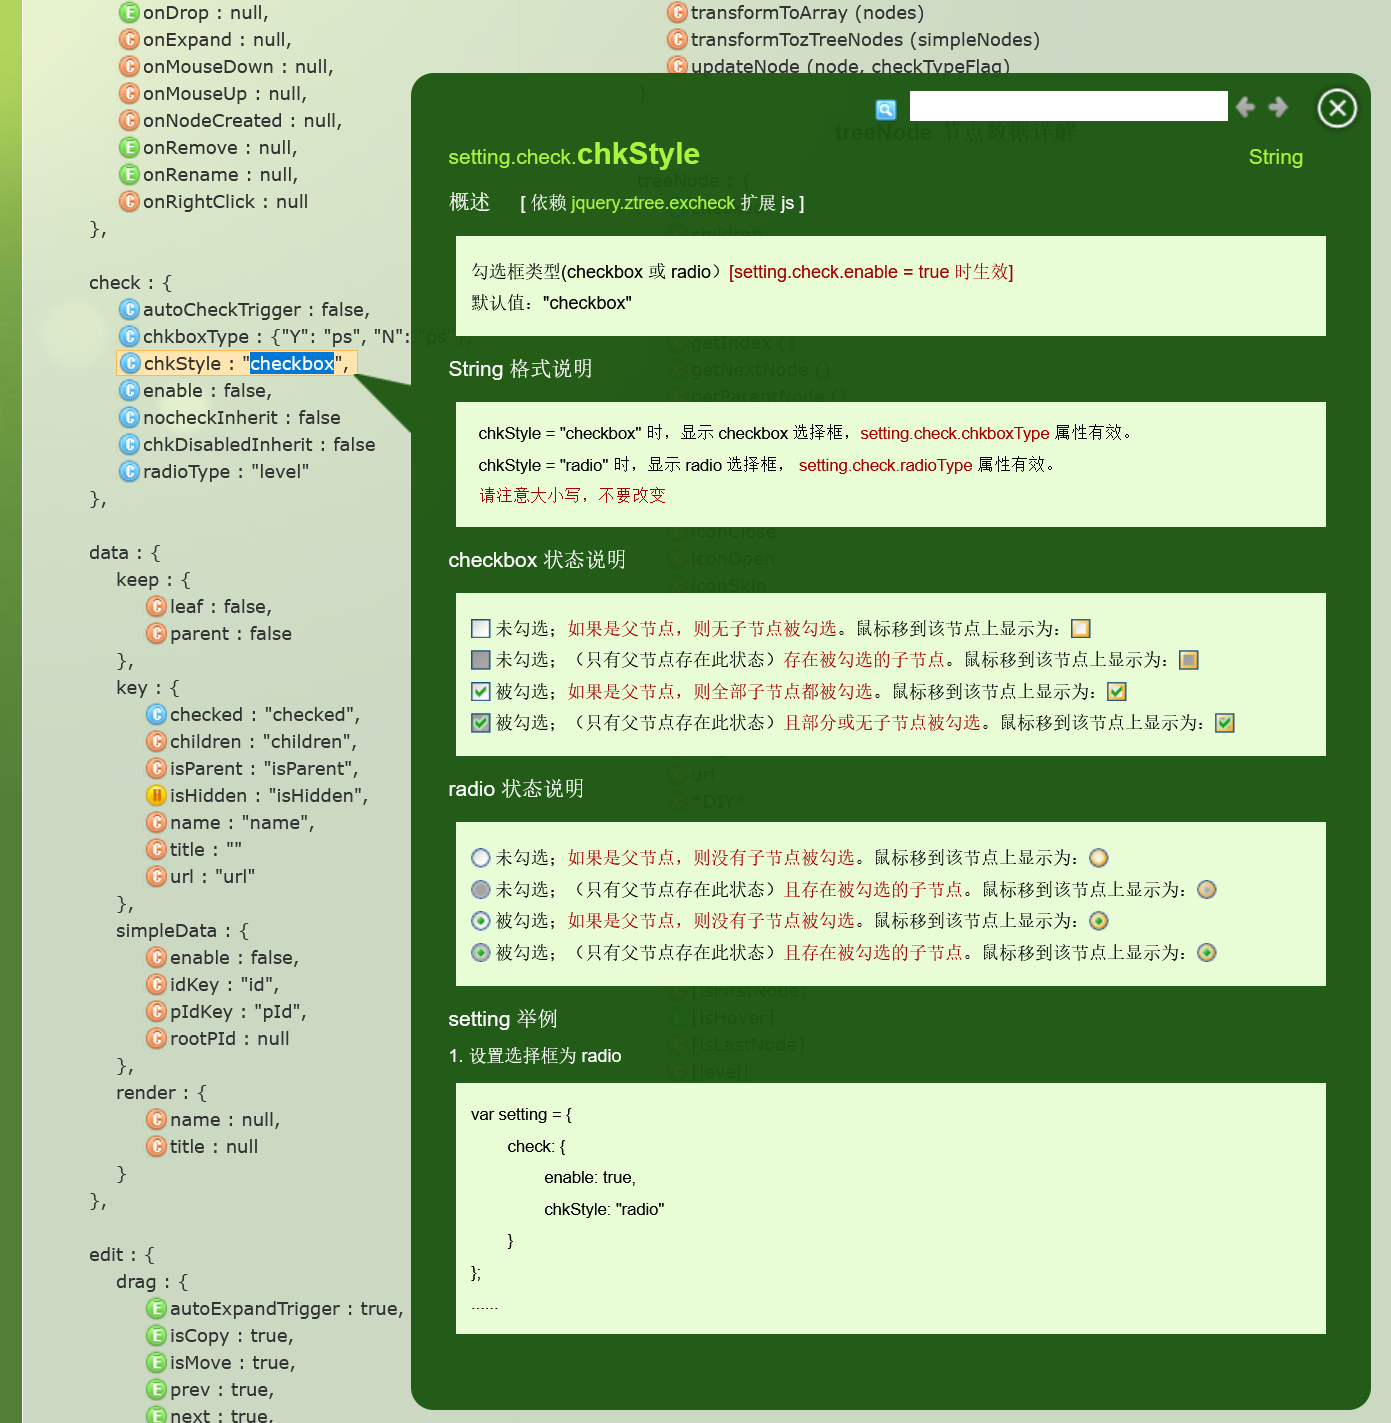 onDrop : null,
onExpand : null,
onMouseDown : null,
onMouseUp : null,
onNodeCreated : null,
onRemove : null,
onRename : null,
onRightClick : null
},
check : {
autoCheckTrigger : false,
chkboxType : {"Y": "ps", "N": "ps"},
chkStyle : "checkbox",
enable : false,
nocheckInherit : false
chkDisabledInherit : false
radioType : "level"
},
data : {
keep : {
leaf : false,
parent : false
},
key : {
checked : "checked",
children : "children",
isParent : "isParent",
isHidden : "isHidden",
name : "name",
title : ""
url : "url"
},
simpleData : {
enable : false,
idKey : "id",
pIdKey : "pId",
rootPId : null
},
render : {
name : null,
title : null
}
},
edit : {
drag : {
autoExpandTrigger : true,
isCopy : true,
isMove : true,
prev : true,
next : true,
transformToArray (nodes)
transformTozTreeNodes (simpleNodes)
updateNode (node, checkTypeFlag)
}
treeNode 节点数据详解
treeNode : {
children
getIndex ()
getNextNode ()
getParentNode ()
iconClose
iconOpen
iconSkin
url
*DIY*
[isFirstNode]
[isHover]
[isLastNode]
[level]
setting.check.chkStyle String
概述 [ 依赖 jquery.ztree.excheck 扩展 js ]
勾选框类型(checkbox 或 radio）[setting.check.enable = true 时生效]
默认值："checkbox"
String 格式说明
chkStyle = "checkbox" 时，显示 checkbox 选择框，setting.check.chkboxType 属性有效。
chkStyle = "radio" 时，显示 radio 选择框， setting.check.radioType 属性有效。
请注意大小写，不要改变
checkbox 状态说明
未勾选；如果是父节点，则无子节点被勾选。鼠标移到该节点上显示为：
未勾选；（只有父节点存在此状态）存在被勾选的子节点。鼠标移到该节点上显示为：
被勾选；如果是父节点，则全部子节点都被勾选。鼠标移到该节点上显示为：
被勾选；（只有父节点存在此状态）且部分或无子节点被勾选。鼠标移到该节点上显示为：
radio 状态说明
未勾选；如果是父节点，则没有子节点被勾选。鼠标移到该节点上显示为：
未勾选；（只有父节点存在此状态）且存在被勾选的子节点。鼠标移到该节点上显示为：
被勾选；如果是父节点，则没有子节点被勾选。鼠标移到该节点上显示为：
被勾选；（只有父节点存在此状态）且存在被勾选的子节点。鼠标移到该节点上显示为：
setting 举例
1. 设置选择框为 radio
var setting = {
check: {
enable: true,
chkStyle: "radio"
}
};
......